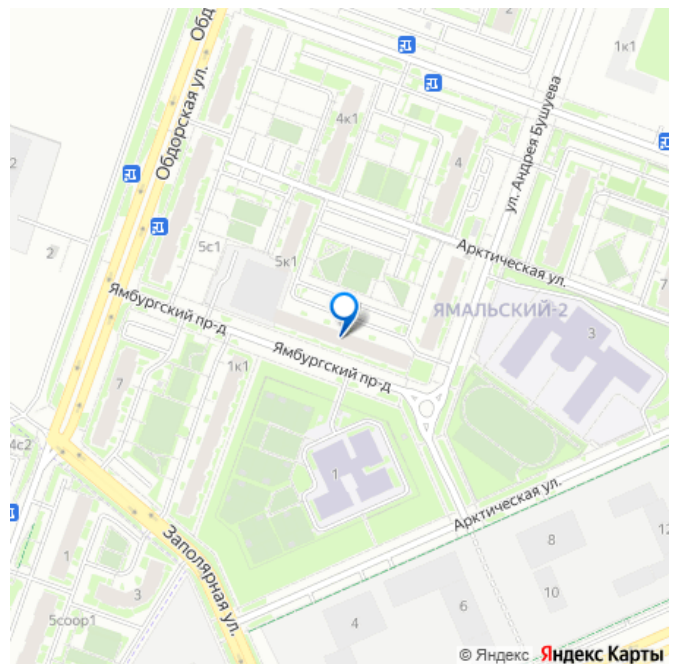 2
1к1
Обдорская ул.
Обд
ул. Андрея Бушуева
4к1
4
2
5с1
5к1
2
Арктическая ул.
7
Ямбургский пр-д
ЯМАЛЬСКИЙ-2
3
Ямбургский пр-д
1к1
7
4с2
1
Арктическая ул.
Заполярная ул.
8
12
1
3
10
6
5соор1
4
© Яндекс Яндекс Карты